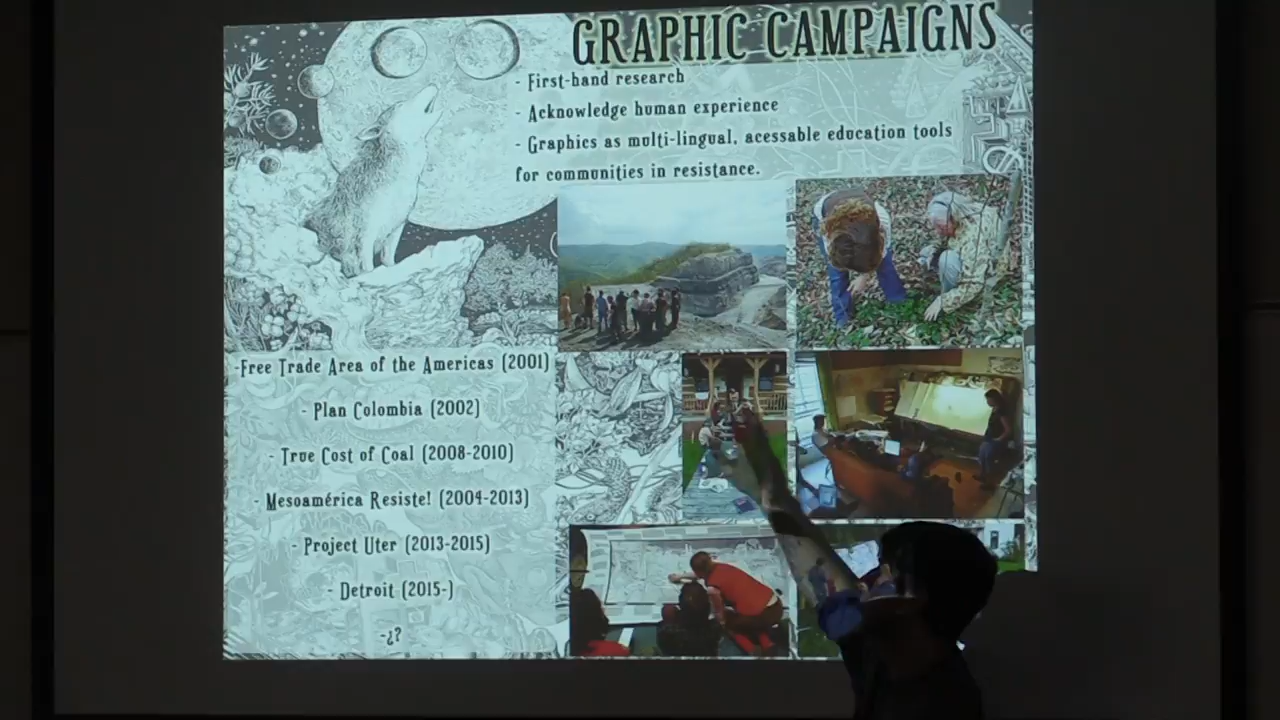 GRAPHIC CAMPAIGNS
- First-hand research
- Acknowledge human experience
- Graphics as multi-lingual, acessable education tools
for communities in resistance.
-Free Trade Area of the Americas (2001)
- Plan Colombia (2002)
- True Cost of Coal (2008-2010)
- Mesoamérica Resiste! (2004-2013)
- Project Uter (2013-2015)
- Detroit (2015-)
-¿?